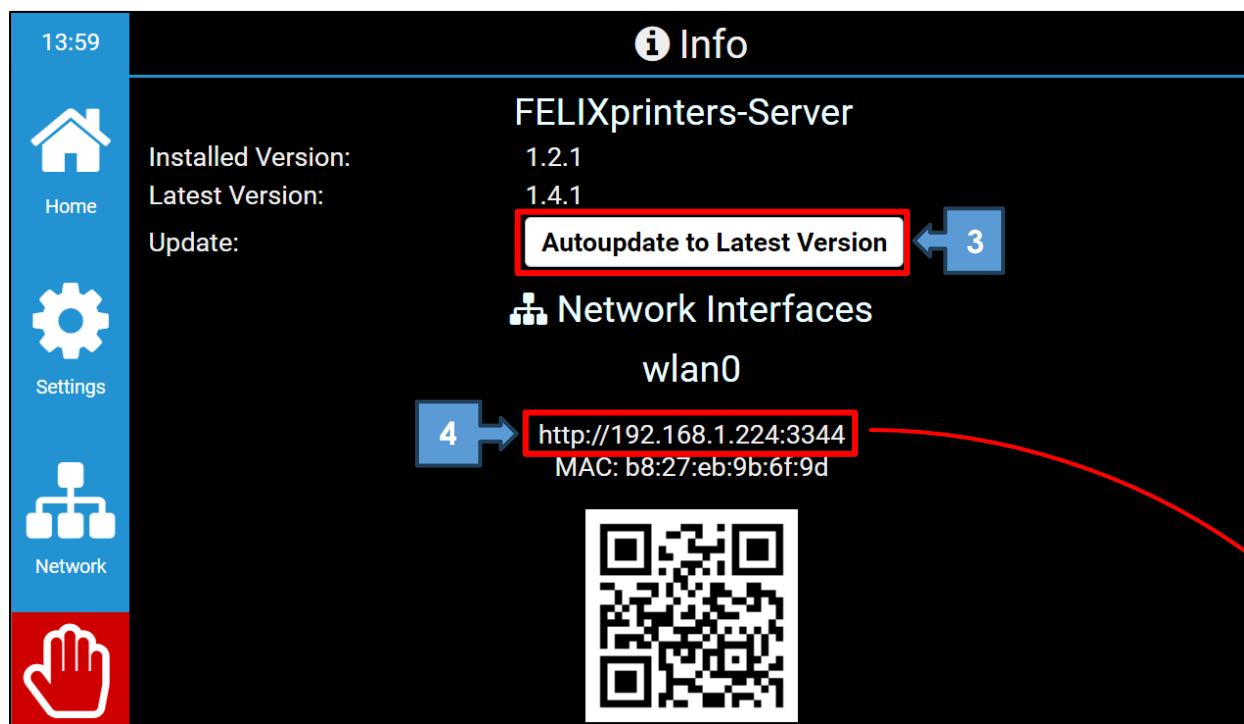 13:59
Info
FELIXprinters-Server
Installed Version: 1.2.1
Latest Version: 1.4.1
Update: Autoupdate to Latest Version 3
Network Interfaces
wlan0
4 http://192.168.1.224:3344
MAC: b8:27:eb:9b:6f:9d
Home
Settings
Network